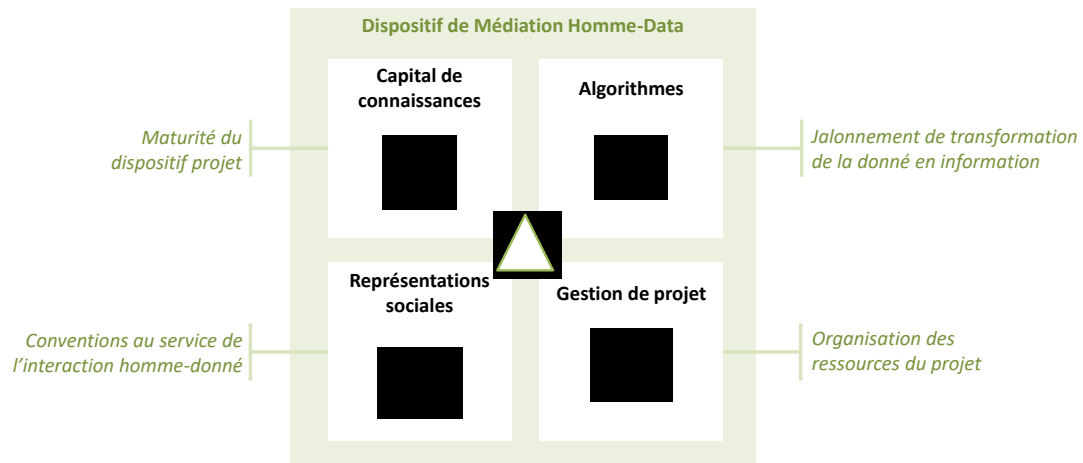 Dispositif de Médiation Homme-Data
Capital de
connaissances
Algorithmes
Maturité du
dispositif projet
Jalonnement de transformation
de la donné en information
Représentations
sociales
Gestion de projet
Conventions au service de
l’interaction homme-donné
Organisation des
ressources du projet